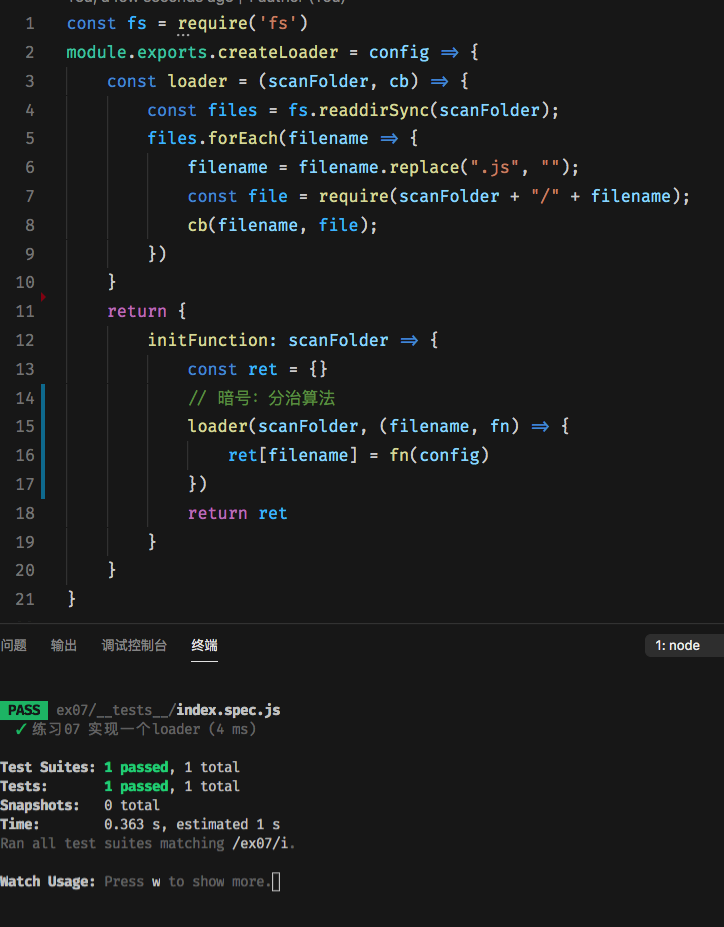 You, a few seconds ago | 1 author (You)
1 const fs = require('fs')
2 module.exports.createLoader = config => {
3 const loader = (scanFolder, cb) => {
4 const files = fs.readdirSync(scanFolder);
5 files.forEach(filename => {
6 filename = filename.replace(".js", "");
7 const file = require(scanFolder + "/" + filename);
8 cb(filename, file);
9 })
10 }
11 return {
12 initFunction: scanFolder => {
13 const ret = {}
14 // 暗号: 分治算法
15 loader(scanFolder, (filename, fn) => {
16 ret[filename] = fn(config)
17 })
18 return ret
19 }
20 }
21 }
问题 输出 调试控制台 终端 1: node
PASS ex07/__tests__/index.spec.js
✓ 练习07 实现一个loader (4 ms)
Test Suites: 1 passed, 1 total
Tests: 1 passed, 1 total
Snapshots: 0 total
Time: 0.363 s, estimated 1 s
Ran all test suites matching /ex07/i.
Watch Usage: Press w to show more.